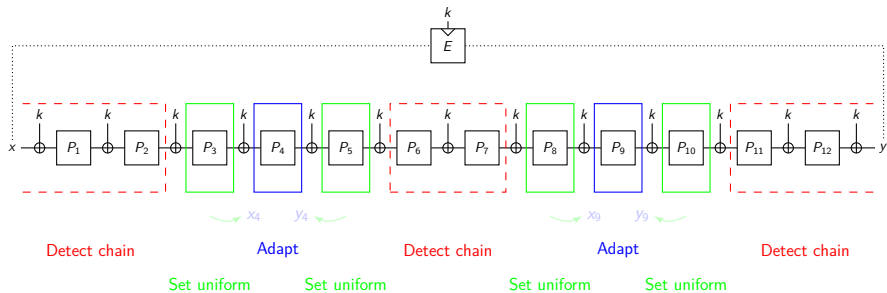 k
E
k k k k k k k k k k k k k
x P₁ P₂ P₃ P₄ P₅ P₆ P₇ P₈ P₉ P₁₀ P₁₁ P₁₂ y
x₄ y₄ x₉ y₉
Detect chain Adapt Detect chain Adapt Detect chain
Set uniform Set uniform Set uniform Set uniform